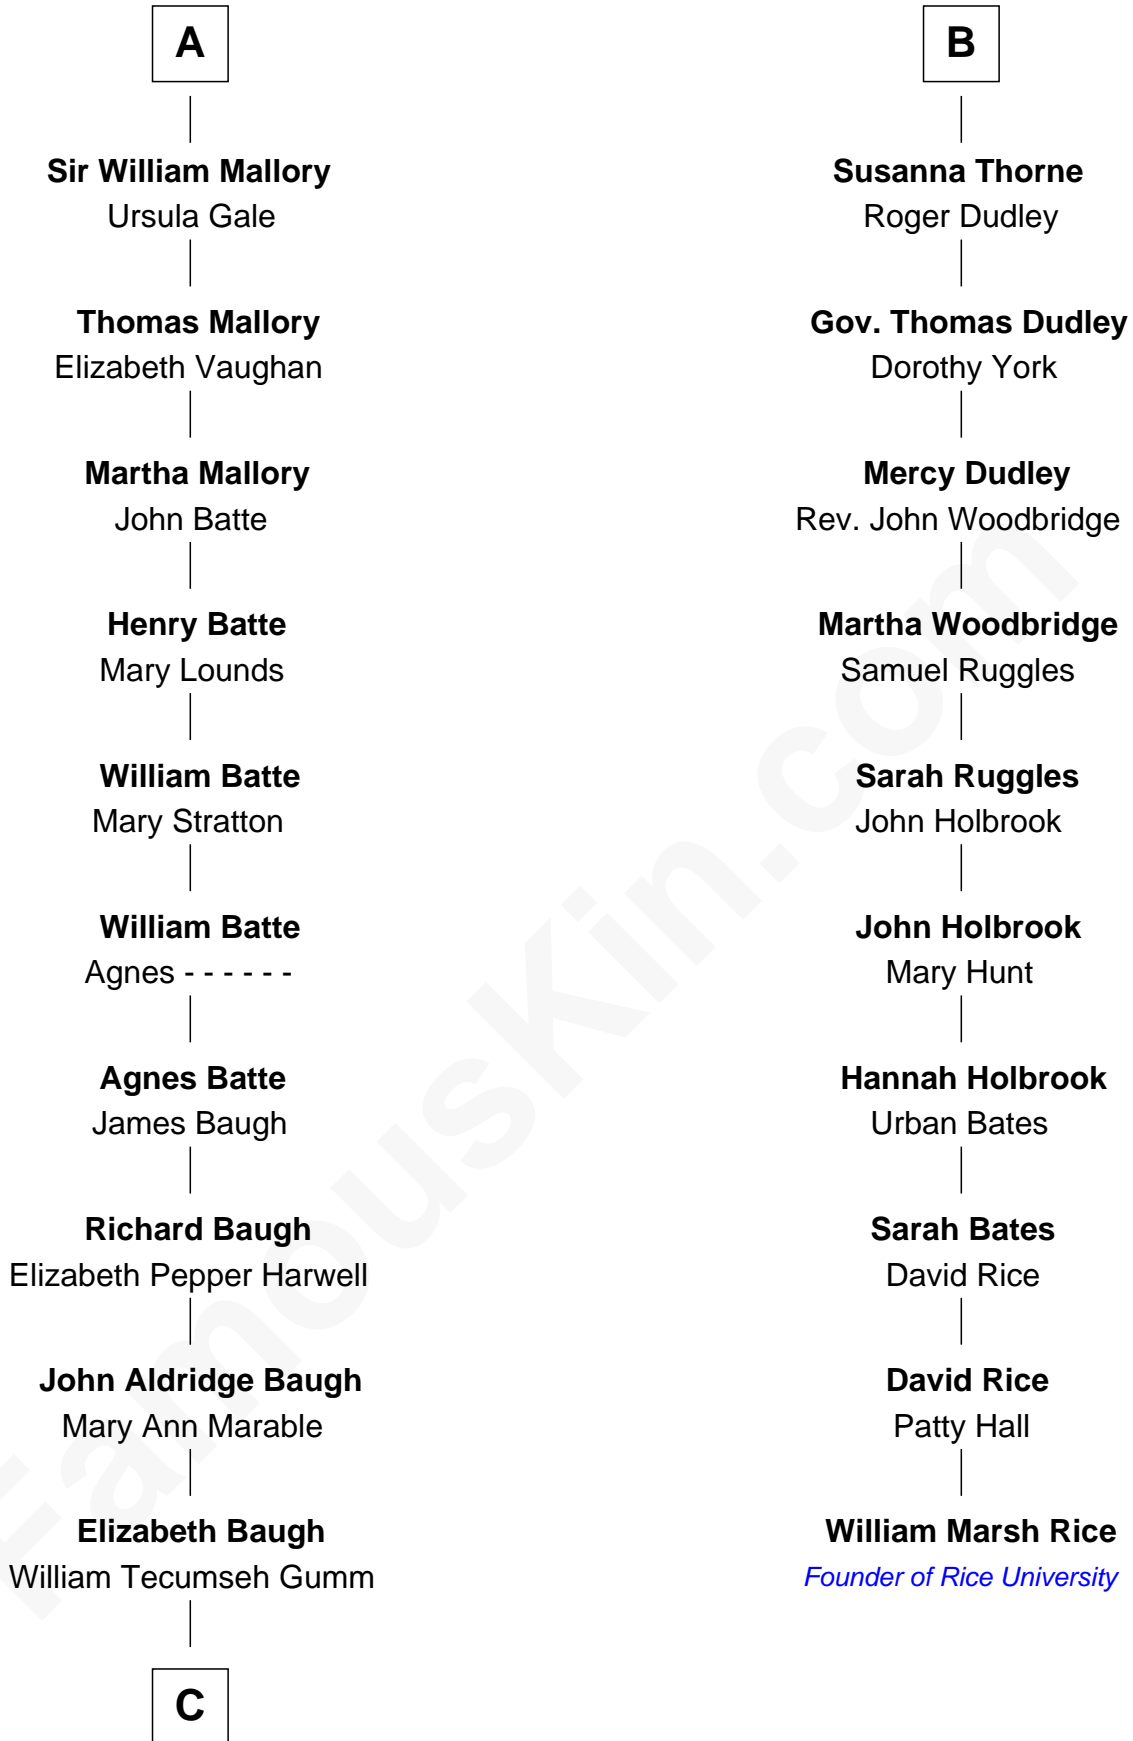 A
Sir William Mallory
Ursula Gale
Thomas Mallory
Elizabeth Vaughan
Martha Mallory
John Batte
Henry Batte
Mary Lounds
William Batte
Mary Stratton
William Batte
Agnes - - - - - -
Agnes Batte
James Baugh
Richard Baugh
Elizabeth Pepper Harwell
John Aldridge Baugh
Mary Ann Marable
Elizabeth Baugh
William Tecumseh Gumm
C
B
Susanna Thorne
Roger Dudley
Gov. Thomas Dudley
Dorothy York
Mercy Dudley
Rev. John Woodbridge
Martha Woodbridge
Samuel Ruggles
Sarah Ruggles
John Holbrook
John Holbrook
Mary Hunt
Hannah Holbrook
Urban Bates
Sarah Bates
David Rice
David Rice
Patty Hall
William Marsh Rice
Founder of Rice University
FamousKin.com